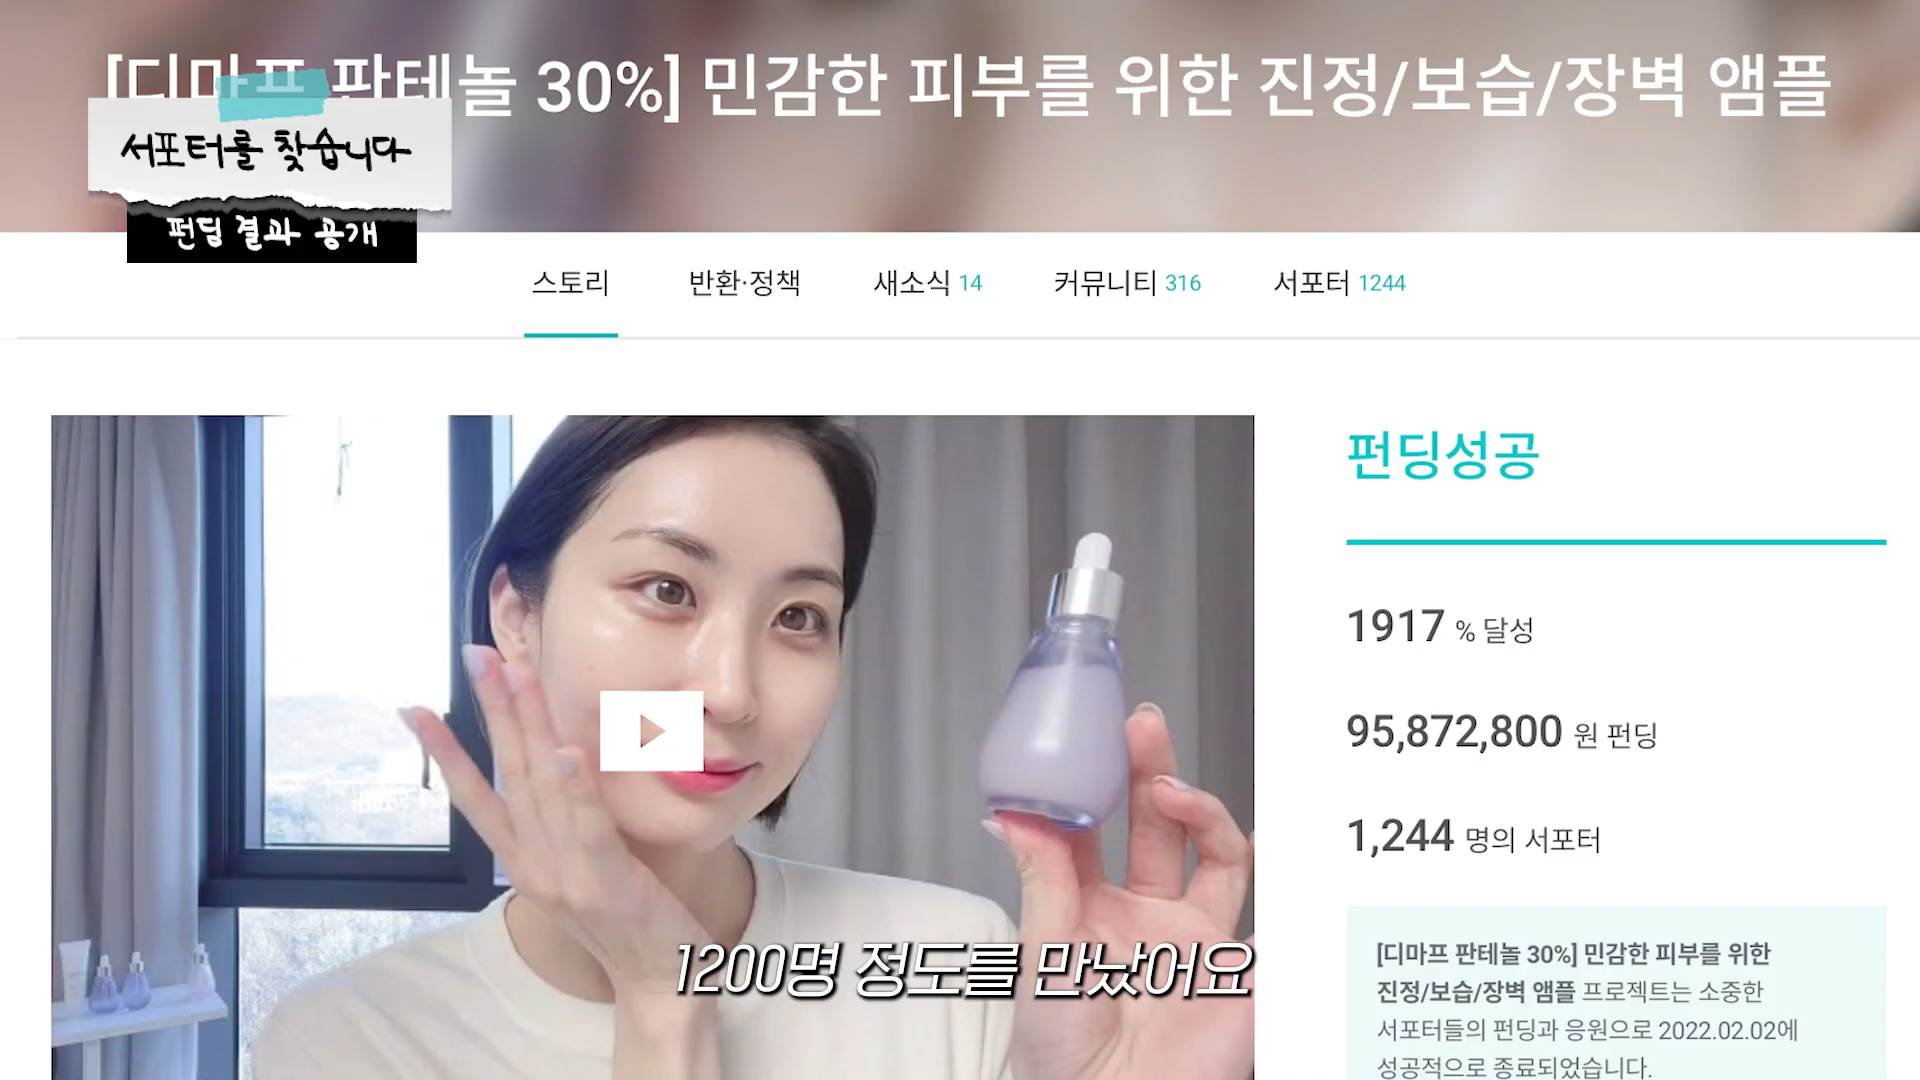 [디마프 판테놀 30%] 민감한 피부를 위한 진정/보습/장벽 앰플
서포터를 찾습니다
펀딩 결과 공개
스토리 반환·정책 새소식 14 커뮤니티 316 서포터 1244
펀딩성공
1917 % 달성
95,872,800 원 펀딩
1,244 명의 서포터
[디마프 판테놀 30%] 민감한 피부를 위한
진정/보습/장벽 앰플 프로젝트는 소중한
서포터들의 펀딩과 응원으로 2022.02.02에
성공적으로 종료되었습니다.
1200명 정도를 만났어요